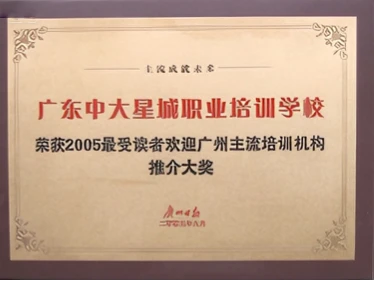 主流成就未来
广东中大星城职业培训学校
荣获2005最受读者欢迎广州主流培训机构
推介大奖
广州日报